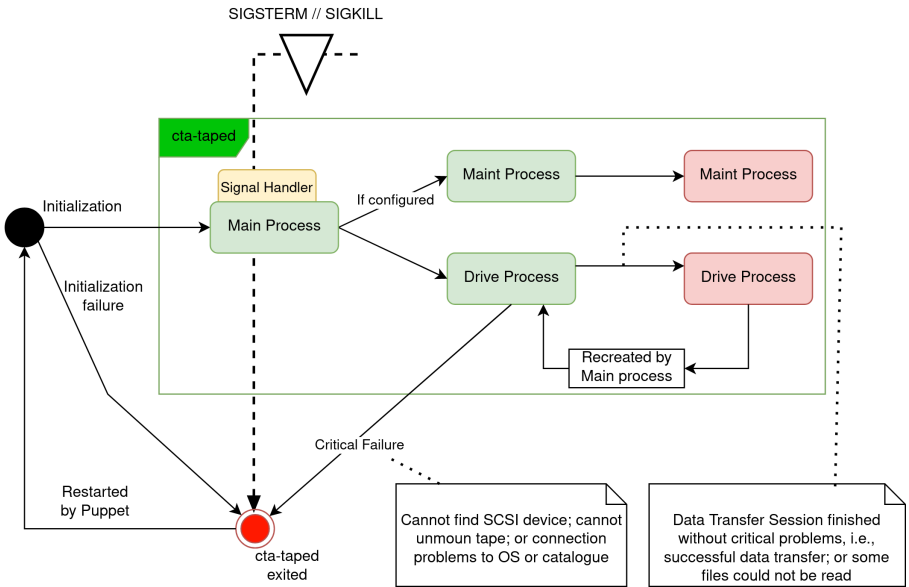 SIGSTERM // SIGKILL
cta-taped
Signal Handler
Main Process
Initialization
If configured
Maint Process
Maint Process
Drive Process
Drive Process
Initialization
failure
Recreated by
Main process
Critical Failure
Restarted
by Puppet
cta-taped
exited
Cannot find SCSI device; cannot
unmoun tape; or connection
problems to OS or catalogue
Data Transfer Session finished
without critical problems, i.e.,
successful data transfer; or some
files could not be read